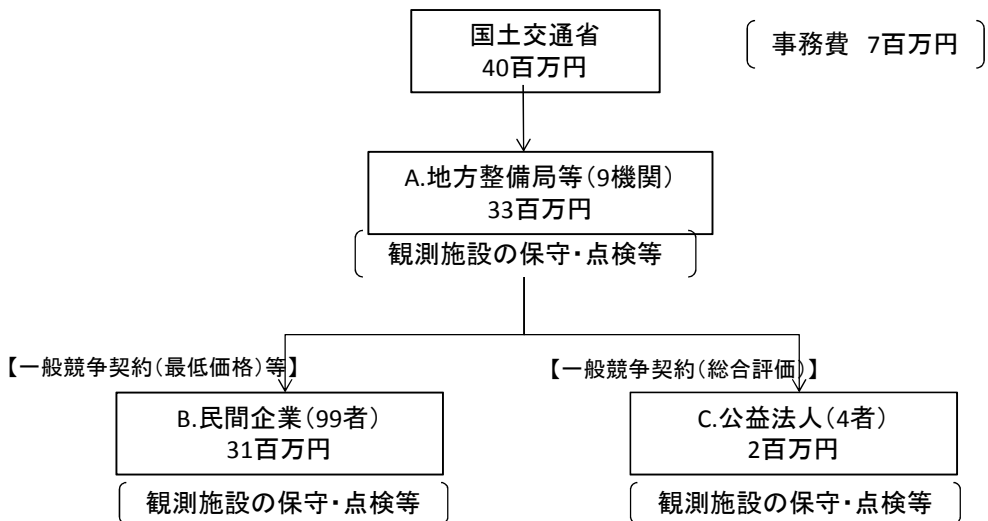 国土交通省
40百万円
事務費 7百万円
A.地方整備局等(9機関)
33百万円
観測施設の保守・点検等
【一般競争契約(最低価格)等】
【一般競争契約(総合評価)】
B.民間企業(99者)
31百万円
C.公益法人(4者)
2百万円
観測施設の保守・点検等
観測施設の保守・点検等